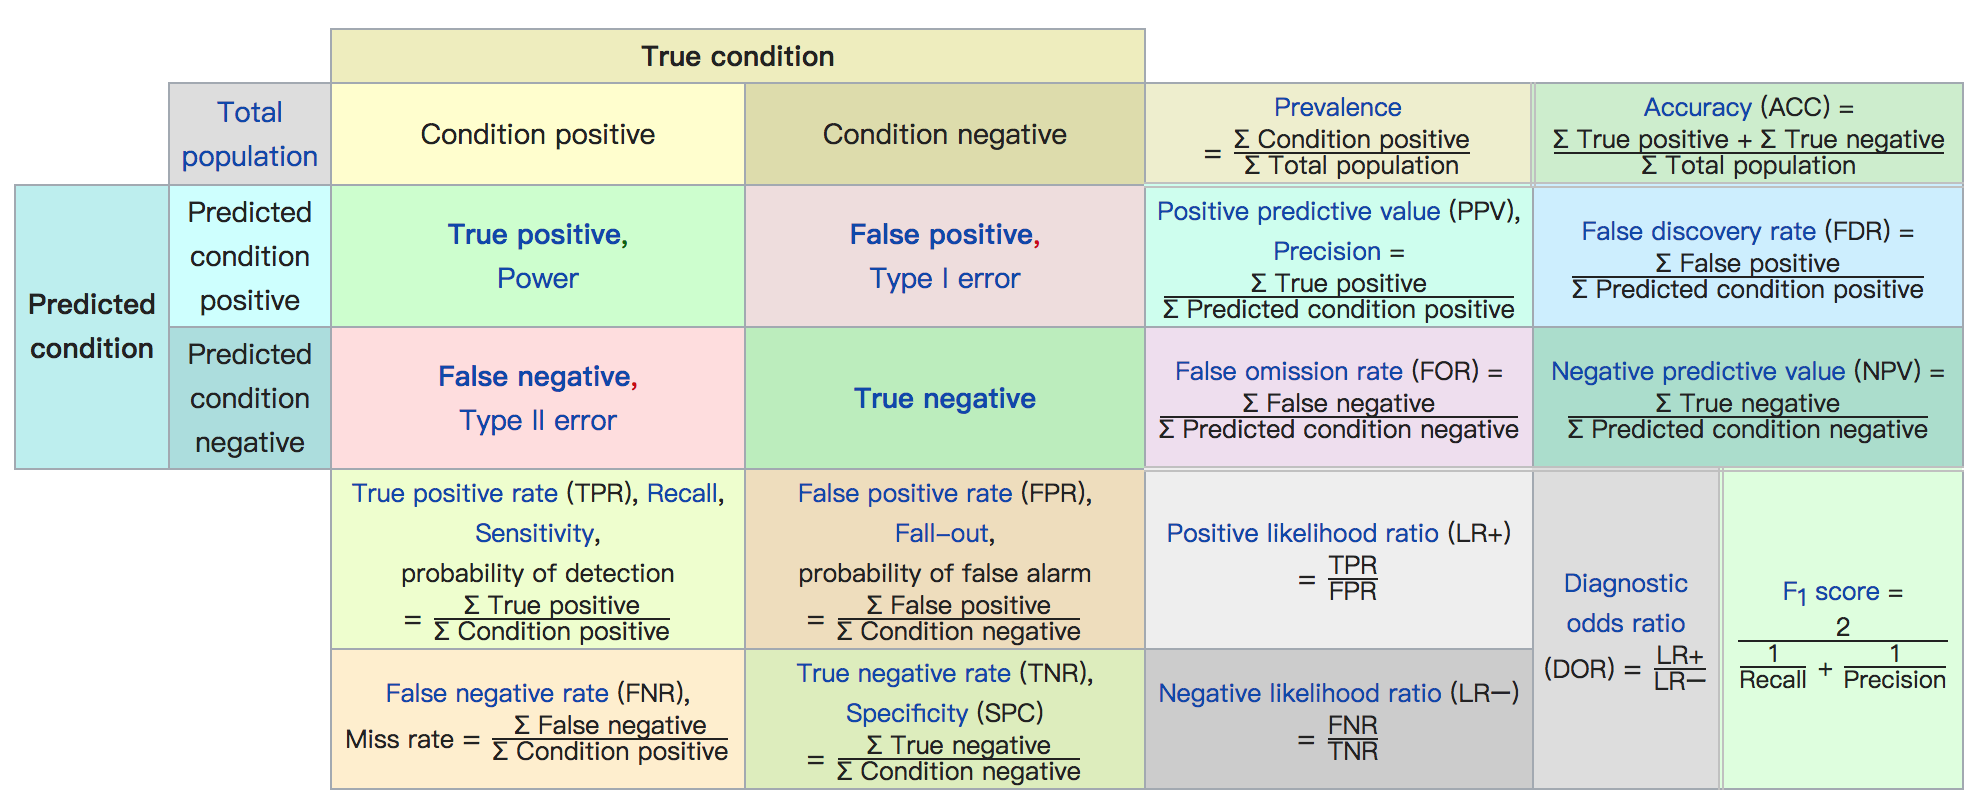 True condition
Total
population
Condition positive
Condition negative
Prevalence
= Σ Condition positive
Σ Total population
Accuracy (ACC) =
Σ True positive + Σ True negative
Σ Total population
Predicted
condition
Predicted
condition
positive
True positive,
Power
False positive,
Type I error
Positive predictive value (PPV),
Precision =
Σ True positive
Σ Predicted condition positive
False discovery rate (FDR) =
Σ False positive
Σ Predicted condition positive
Predicted
condition
negative
False negative,
Type II error
True negative
False omission rate (FOR) =
Σ False negative
Σ Predicted condition negative
Negative predictive value (NPV) =
Σ True negative
Σ Predicted condition negative
True positive rate (TPR), Recall,
Sensitivity,
probability of detection
= Σ True positive
Σ Condition positive
False positive rate (FPR),
Fall-out,
probability of false alarm
= Σ False positive
Σ Condition negative
Positive likelihood ratio (LR+)
= TPR
FPR
Diagnostic
odds ratio
(DOR) = LR+
LR−
F1 score =
2
1
Recall + 1
Precision
False negative rate (FNR),
Miss rate = Σ False negative
Σ Condition positive
True negative rate (TNR),
Specificity (SPC)
= Σ True negative
Σ Condition negative
Negative likelihood ratio (LR−)
= FNR
TNR